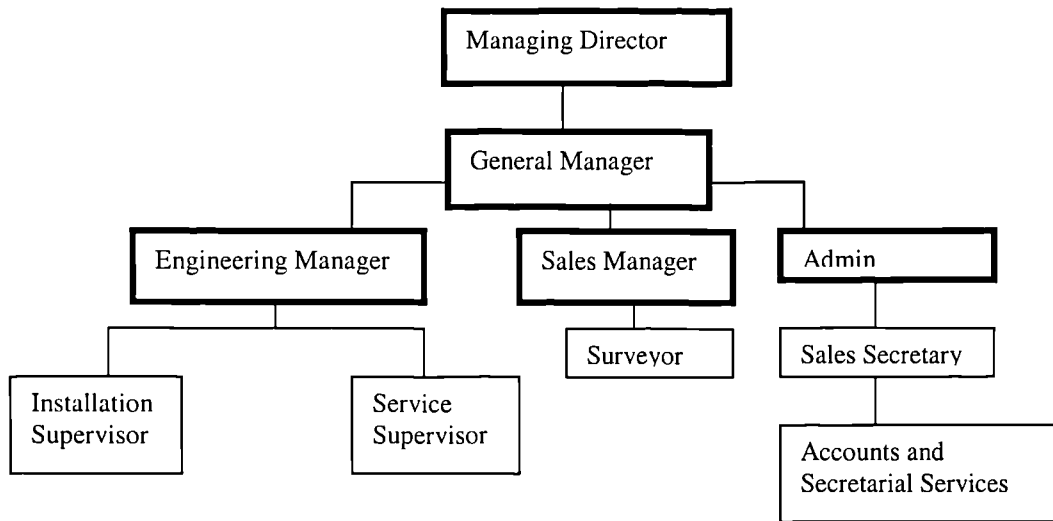 Managing Director
General Manager
Engineering Manager
Sales Manager
Admin
Surveyor
Sales Secretary
Installation
Supervisor
Service
Supervisor
Accounts and
Secretarial Services